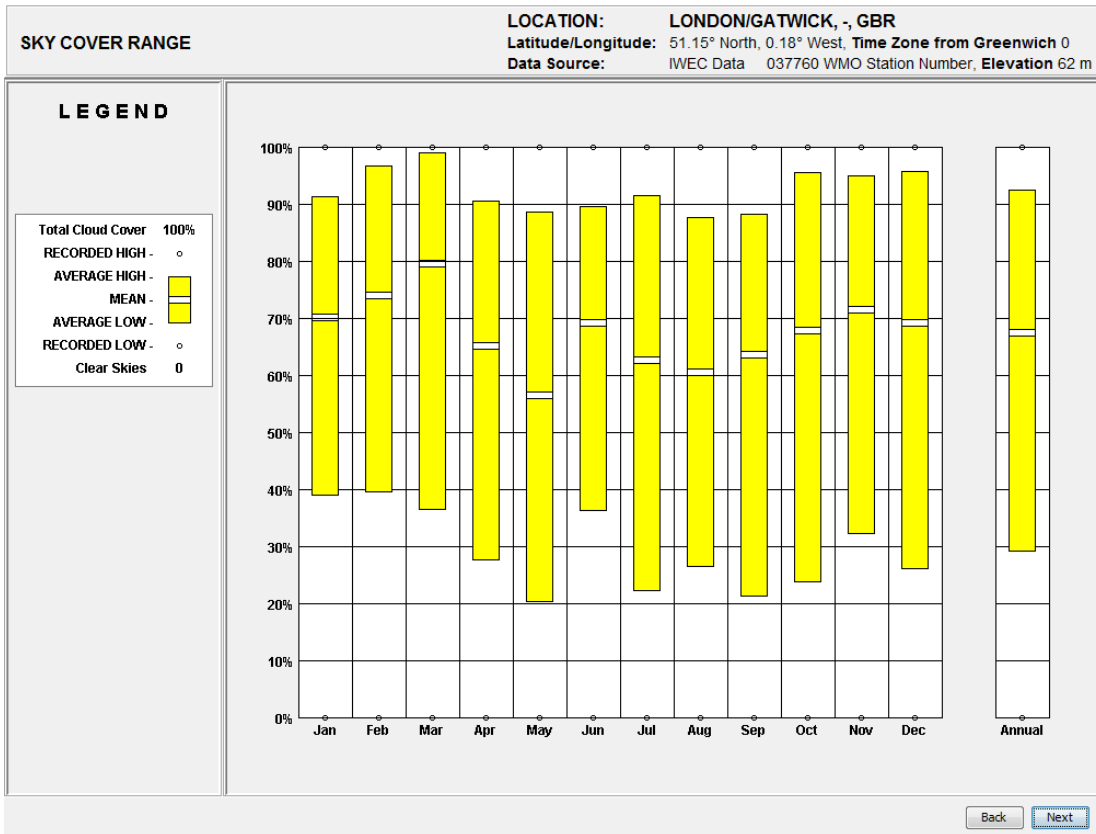 SKY COVER RANGE
LOCATION: LONDON/GATWICK, -, GBR
Latitude/Longitude: 51.15° North, 0.18° West, Time Zone from Greenwich 0
Data Source: IWEC Data 037760 WMO Station Number, Elevation 62 m
LEGEND
Total Cloud Cover 100%
RECORDED HIGH -
AVERAGE HIGH -
MEAN -
AVERAGE LOW -
RECORDED LOW -
Clear Skies 0
100%
90%
80%
70%
60%
50%
40%
30%
20%
10%
0%
Jan Feb Mar Apr May Jun Jul Aug Sep Oct Nov Dec Annual
Back Next